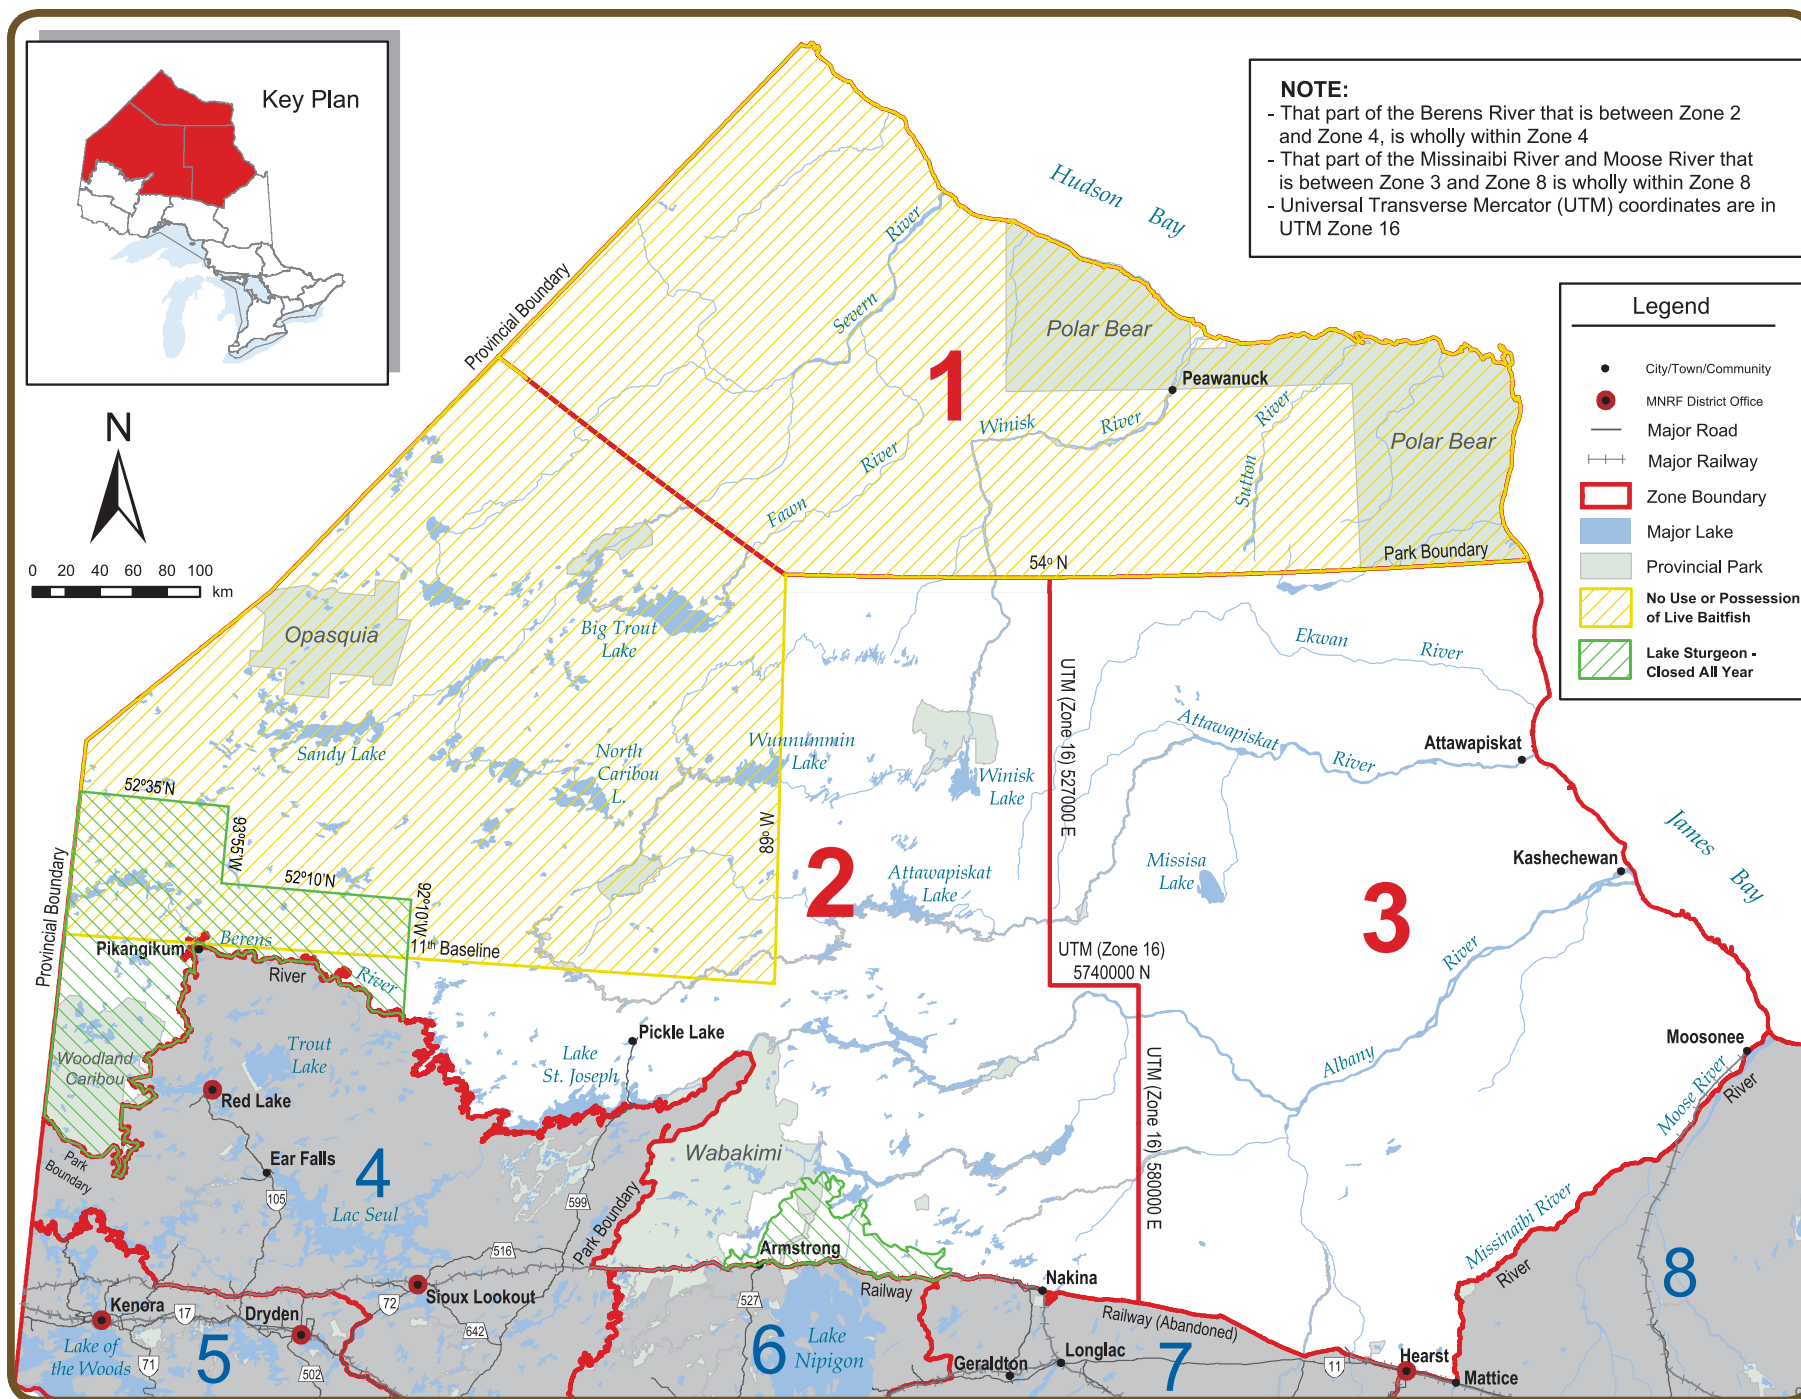 Key Plan
NOTE:
- That part of the Berens River that is between Zone 2
and Zone 4, is wholly within Zone 4
- That part of the Missinaibi River and Moose River that
is between Zone 3 and Zone 8 is wholly within Zone 8
- Universal Transverse Mercator (UTM) coordinates are in
UTM Zone 16
Legend
City/Town/Community
MNRF District Office
Major Road
Major Railway
Zone Boundary
Major Lake
Provincial Park
No Use or Possession
of Live Baitfish
Lake Sturgeon -
Closed All Year
N
0 20 40 60 80 100
km
Hudson Bay
Provincial Boundary
Severn River
Polar Bear
Peawanuck
1
Winisk River
Fawn River
Sutton River
Polar Bear
Park Boundary
54º N
Opasquia
Big Trout
Lake
Sandy Lake
North
Caribou
L.
Wunnummin
Lake
Winisk
Lake
89º W
UTM (Zone 16) 527000 E
Ekwan River
Attawapiskat River
Attawapiskat
James Bay
Kashechewan
52º35'N
93º55'W
52º10'N
92º10'W
Provincial Boundary
2
Attawapiskat
Lake
Missisa
Lake
3
Pikangikum
Berens
River
River
11th Baseline
UTM (Zone 16)
5740000 N
River
Albany
Moosonee
Moose River
River
Pickle Lake
Lake
St. Joseph
Trout
Lake
Woodland
Caribou
Red Lake
Park
Boundary
Ear Falls
4
Lac Seul
105
599
516
Park Boundary
Wabakimi
UTM (Zone 16) 580000 E
Missinaibi River
River
8
Armstrong
Railway
Nakina
Railway (Abandoned)
Kenora
17
Dryden
72
Sioux Lookout
642
527
Lake of
the Woods
71
5
502
6
Lake
Nipigon
Geraldton
Longlac
7
11
Hearst
Mattice